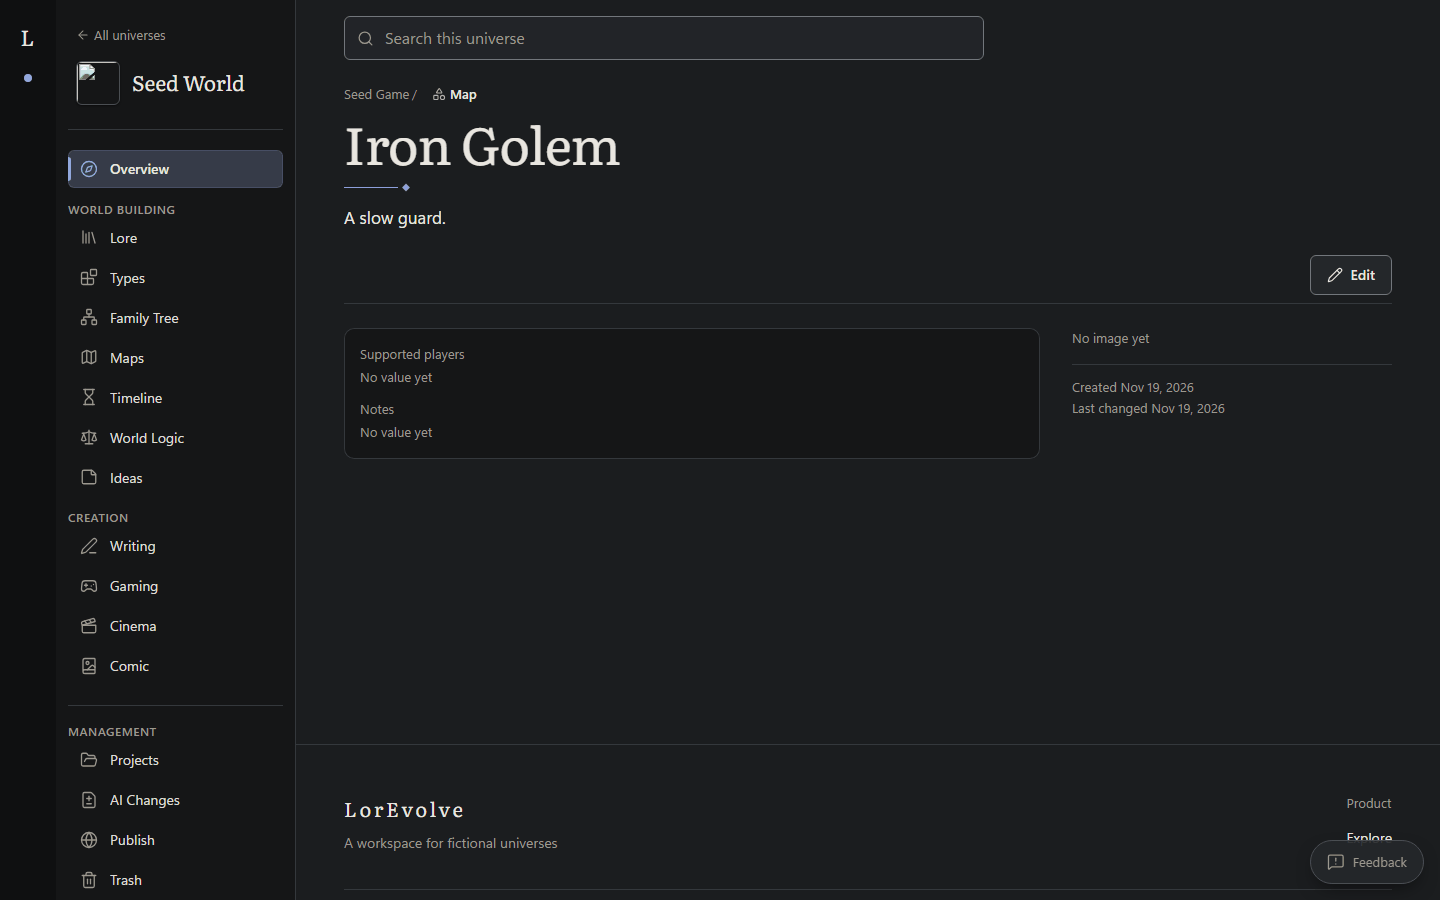 L
All universes
Seed World
Overview
WORLD BUILDING
Lore
Types
Family Tree
Maps
Timeline
World Logic
Ideas
CREATION
Writing
Gaming
Cinema
Comic
MANAGEMENT
Projects
AI Changes
Publish
Trash
Search this universe
Seed Game / Map
Iron Golem
A slow guard.
Edit
Supported players
No value yet
Notes
No value yet
No image yet
Created Nov 19, 2026
Last changed Nov 19, 2026
LorEvolve
A workspace for fictional universes
Product
Explore
Feedback